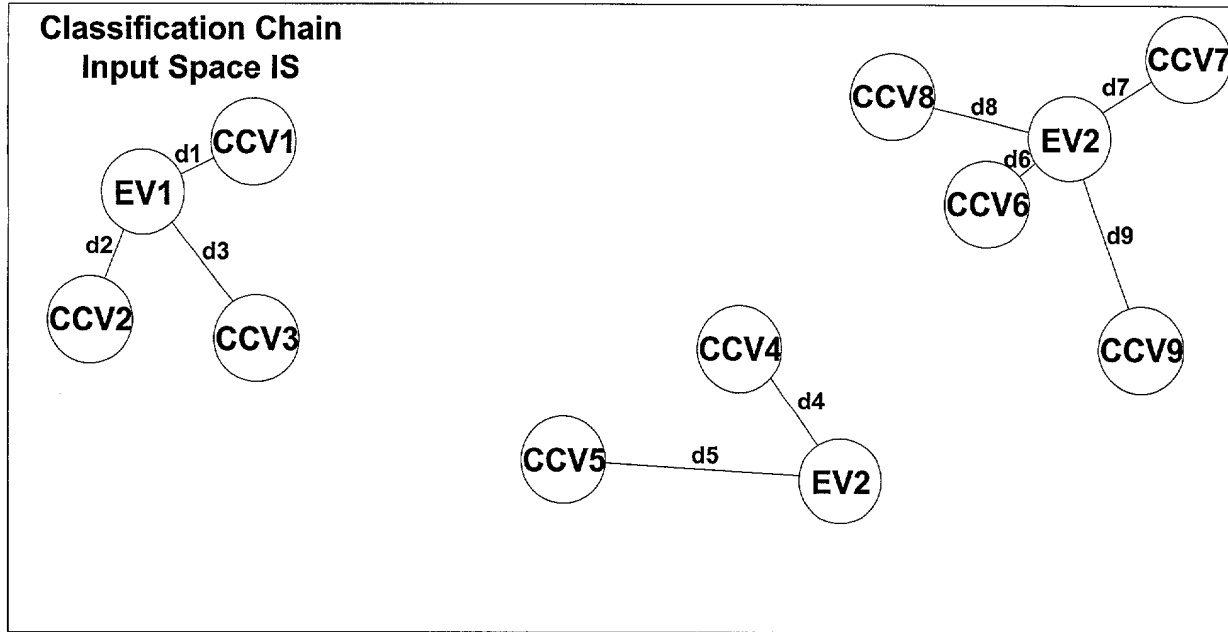 Classification Chain
Input Space IS
CCV1
d1
EV1
d2
d3
CCV2
CCV3
CCV7
CCV8
d7
d8
EV2
d6
CCV6
d9
CCV9
CCV4
d4
CCV5
d5
EV2